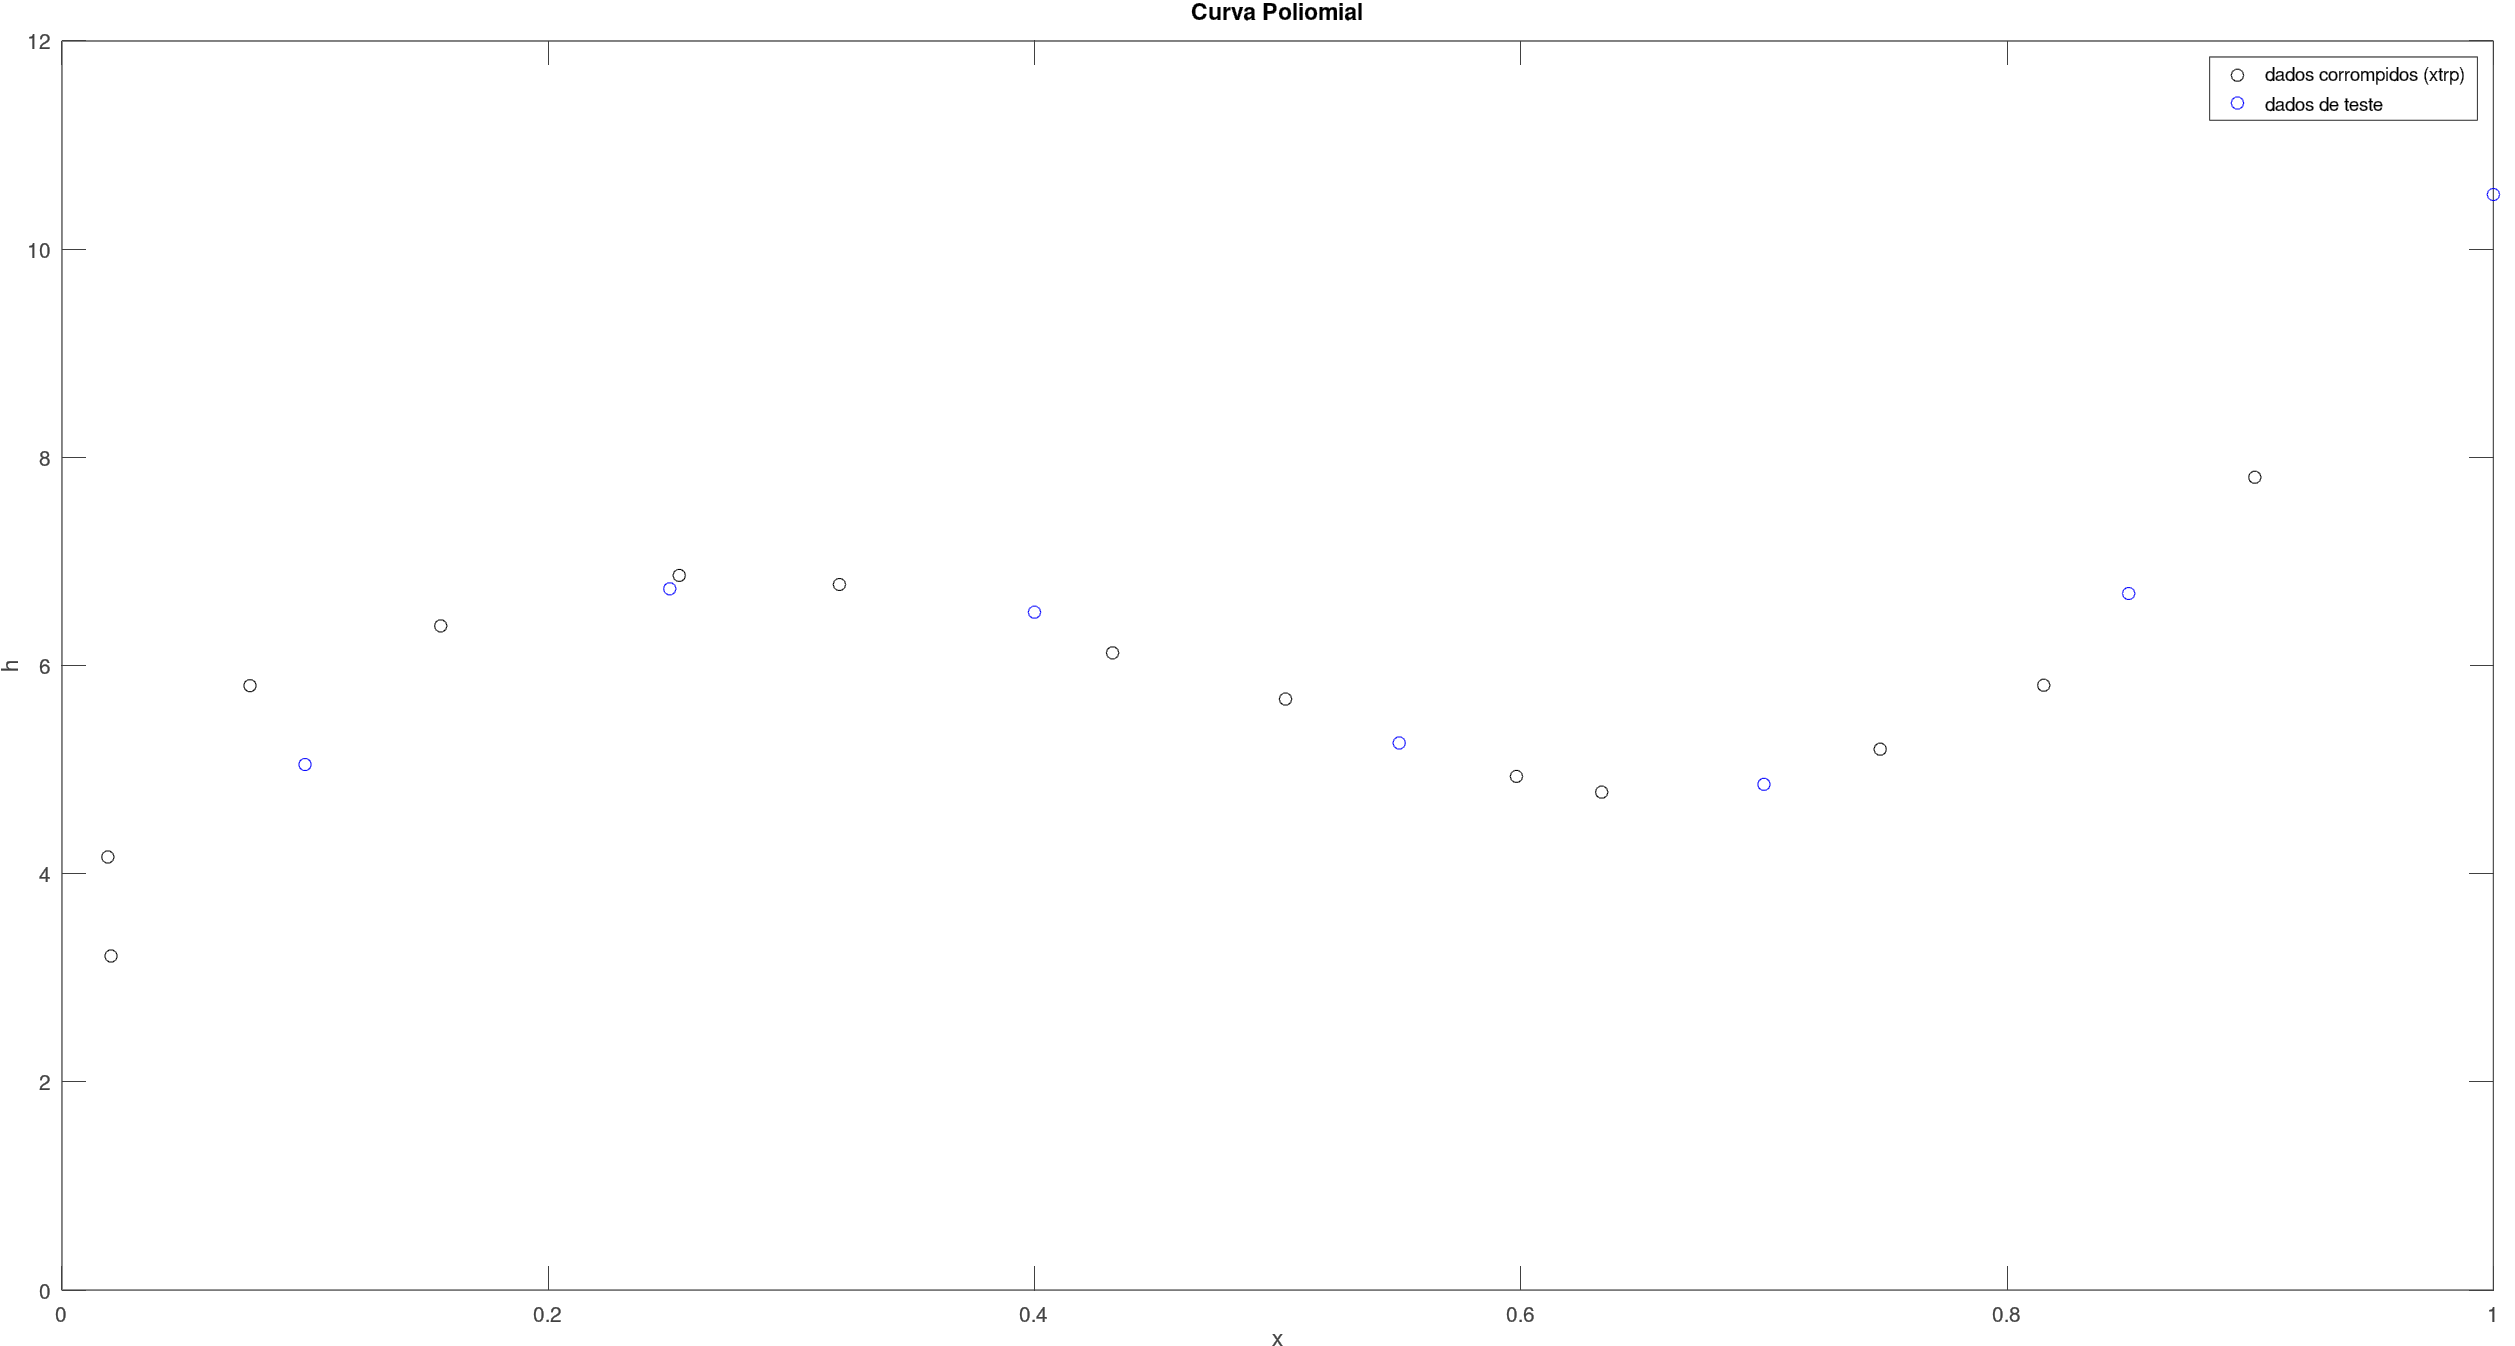 Curva Poliomial
12
dados corrompidos (xtrp)
dados de teste
10
8
h
6
4
2
0
0 0.2 0.4 0.6 0.8 1
x